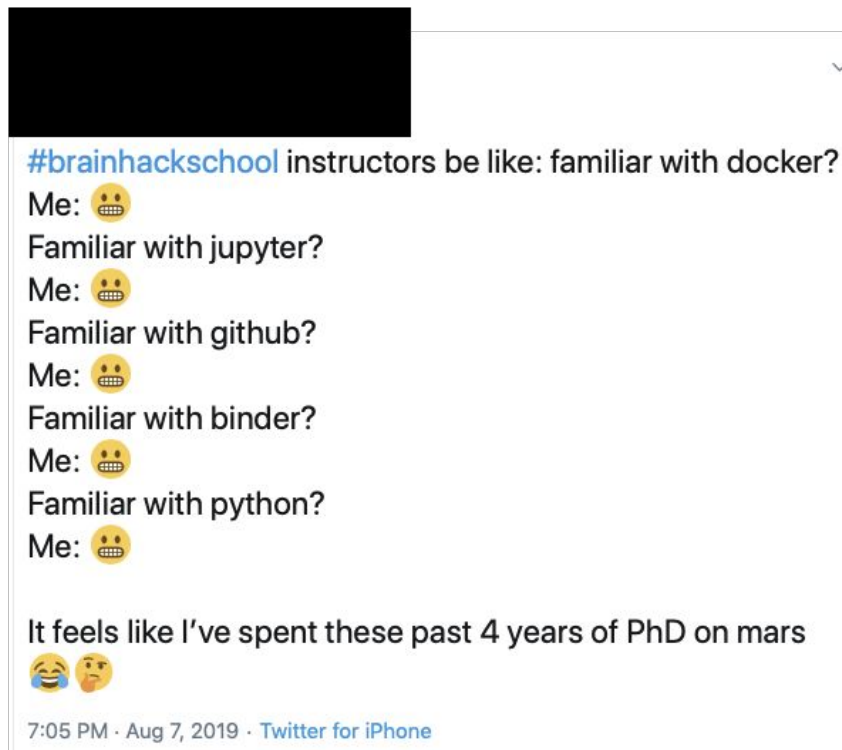 #brainhackschool instructors be like: familiar with docker?
Me: 😬
Familiar with jupyter?
Me: 😬
Familiar with github?
Me: 😬
Familiar with binder?
Me: 😬
Familiar with python?
Me: 😬
It feels like I've spent these past 4 years of PhD on mars
😂🤔
7:05 PM · Aug 7, 2019 · Twitter for iPhone